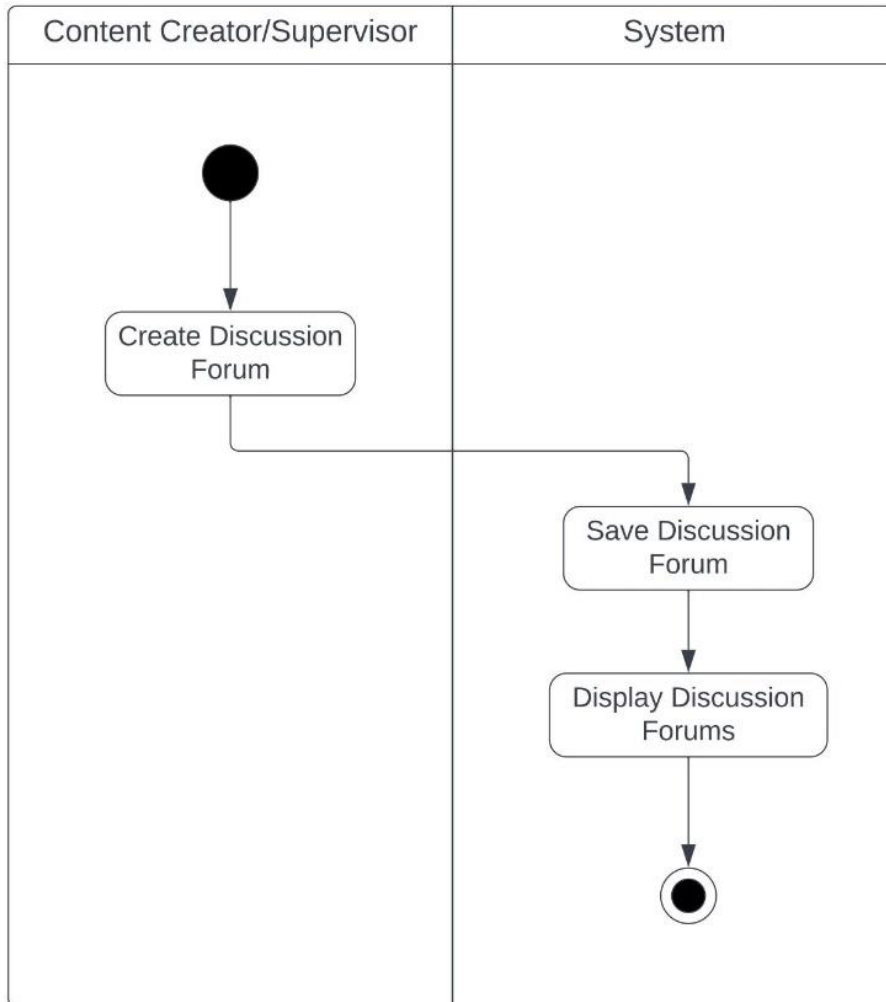 Content Creator/Supervisor
System
Create Discussion
Forum
Save Discussion
Forum
Display Discussion
Forums